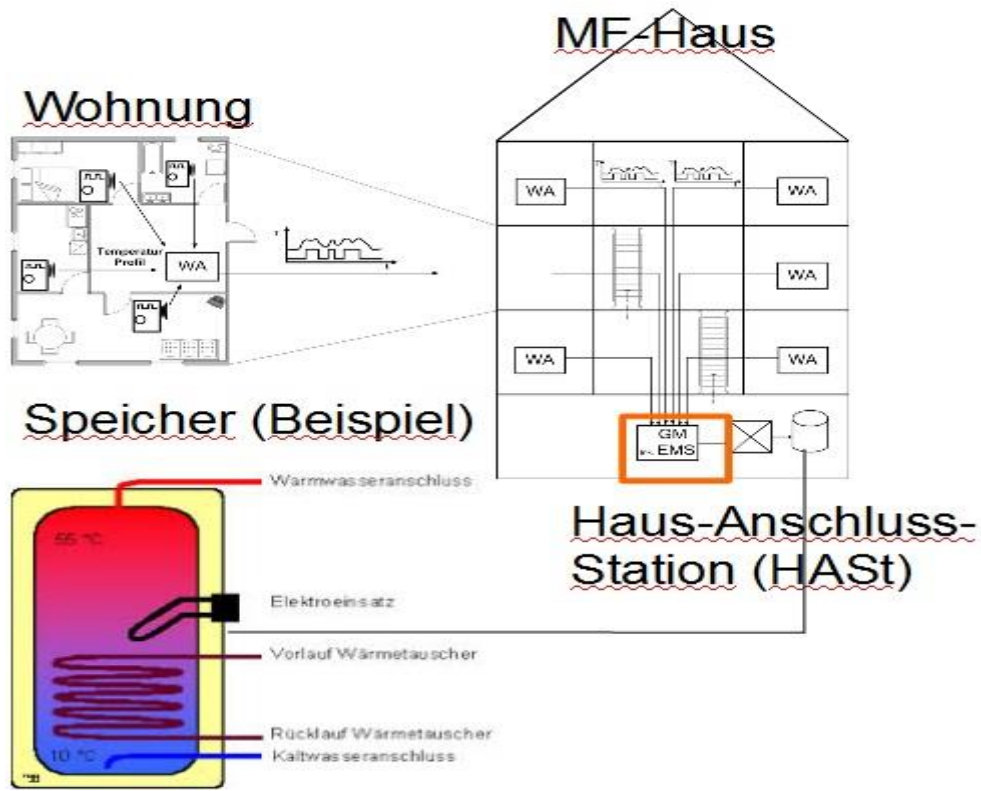 MF-Haus
Wohnung
Temperatur
Profil
WA
WA
WA
WA
WA
WA
GM
EMS
Speicher (Beispiel)
Haus-Anschluss-
Station (HASt)
Warmwasseranschluss
55 °C
Elektroeinsatz
Vorlauf Wärmetauscher
Rücklauf Wärmetauscher
10 °C
Kaltwasseranschluss